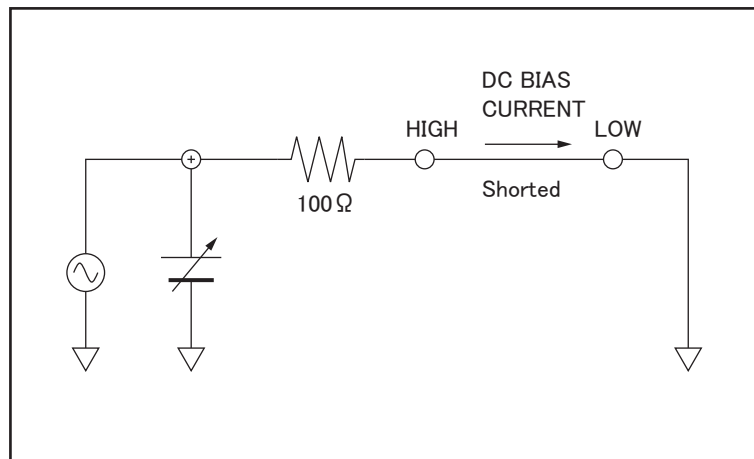 DC BIAS
CURRENT
HIGH
LOW
+
Shorted
100Ω